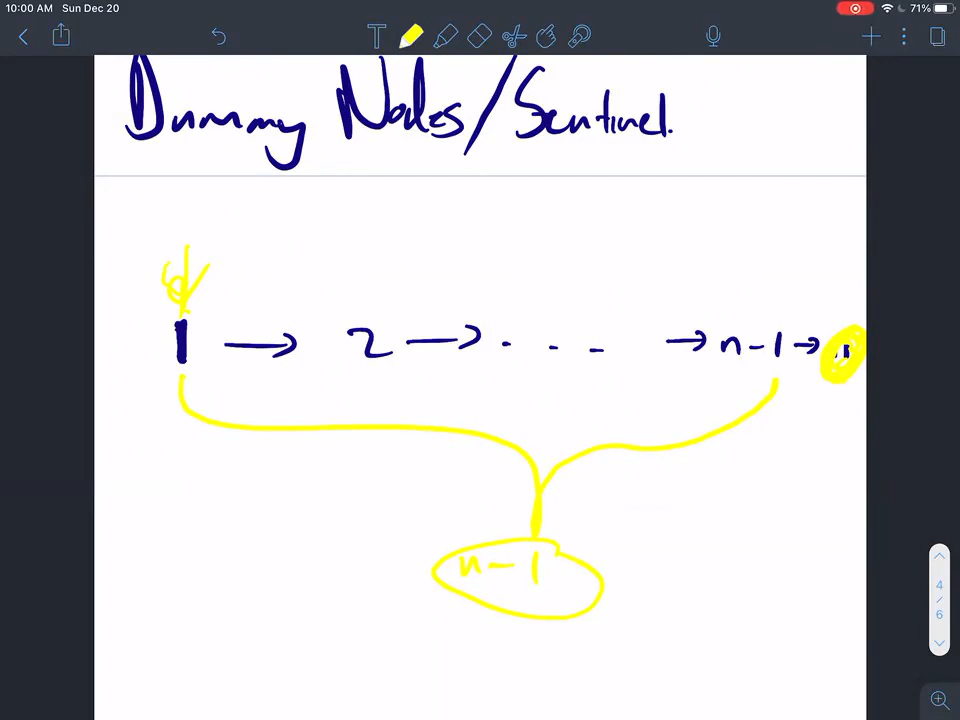 10:00 AM Sun Dec 20 71%
T
Dummy Nodes/Sentinel.
1 → 2 → . . . → n-1 → n
n-1
4
/
6